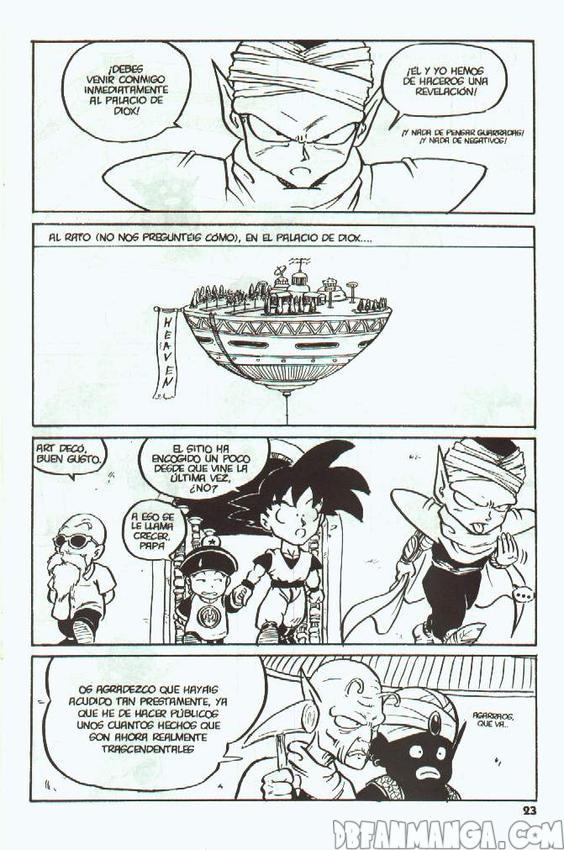 ¡DEBES
VENIR CONMIGO
INMEDIATAMENTE
AL PALACIO DE
DIOX!
¡EL Y YO HEMOS
DE HACEROS UNA
REVELACIÓN!
¡Y NADA DE PENSAR GUARRADAS!
¡Y NADA DE NEGATIVOS!
AL RATO (NO NOS PREGUNTÉIS CÓMO), EN EL PALACIO DE DIOX....
HEAVEN
ART DECÓ,
BUEN GUSTO.
EL SITIO HA
ENCOGIDO UN POCO
DESDE QUE VINE LA
ÚLTIMA VEZ,
¿NO?
A ESO SE
LE LLAMA
CRECER,
PAPA
OS AGRADEZCO QUE HAYÁIS
ACUDIDO TAN PRESTAMENTE, YA
QUE HE DE HACER PÚBLICOS
UNOS CUANTOS HECHOS QUE
SON AHORA REALMENTE
TRASCENDENTALES
AGARRAOS,
QUE VA..
23
DBFANMANGA.COM